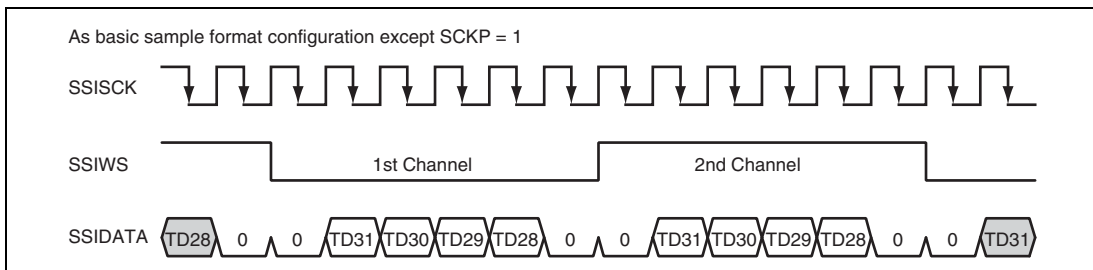 As basic sample format configuration except SCKP = 1
SSISCK
SSIWS 1st Channel 2nd Channel
SSIDATA TD28 0 0 TD31 TD30 TD29 TD28 0 0 TD31 TD30 TD29 TD28 0 0 TD31